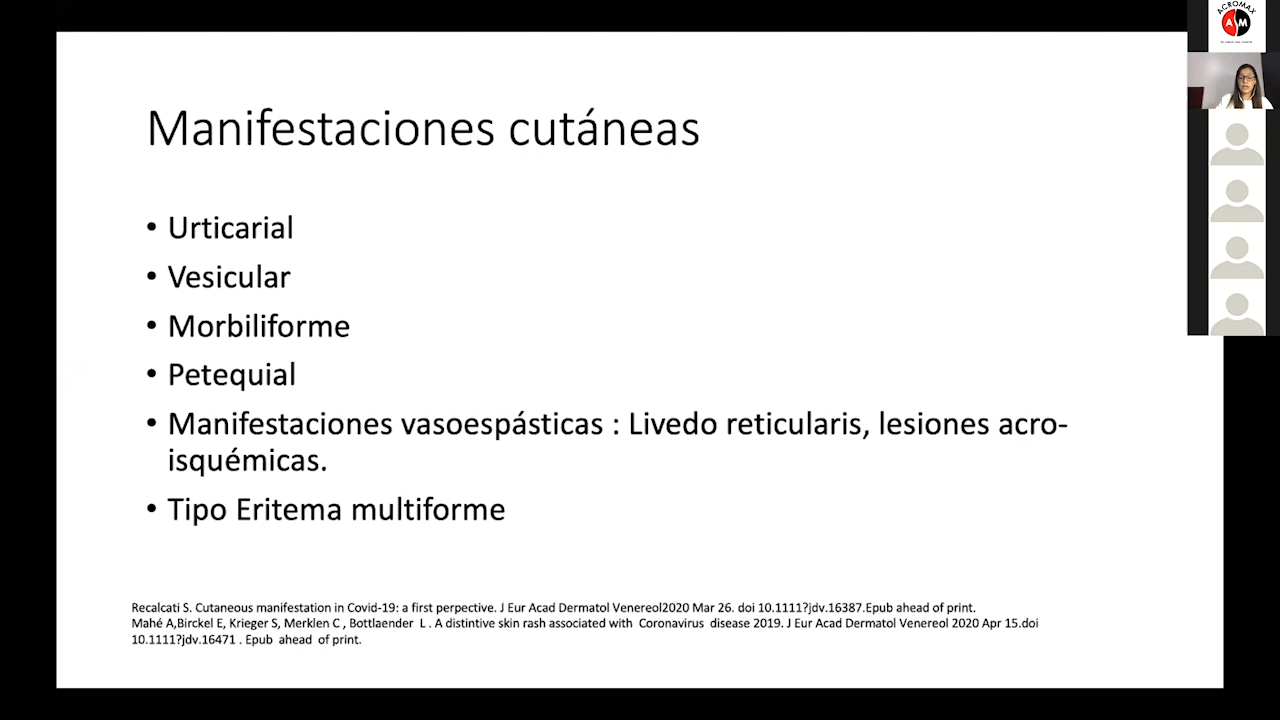 Manifestaciones cutáneas
• Urticarial
• Vesicular
• Morbiliforme
• Petequial
• Manifestaciones vasoespásticas : Livedo reticularis, lesiones acro-
isquémicas.
• Tipo Eritema multiforme
Recalcati S. Cutaneous manifestation in Covid-19: a first perpective. J Eur Acad Dermatol Venereol2020 Mar 26. doi 10.1111?jdv.16387.Epub ahead of print.
Mahé A,Birckel E, Krieger S, Merklen C , Bottlaender L . A distintive skin rash associated with Coronavirus disease 2019. J Eur Acad Dermatol Venereol 2020 Apr 15.doi
10.1111?jdv.16471 . Epub ahead of print.
ACROMAX
A M